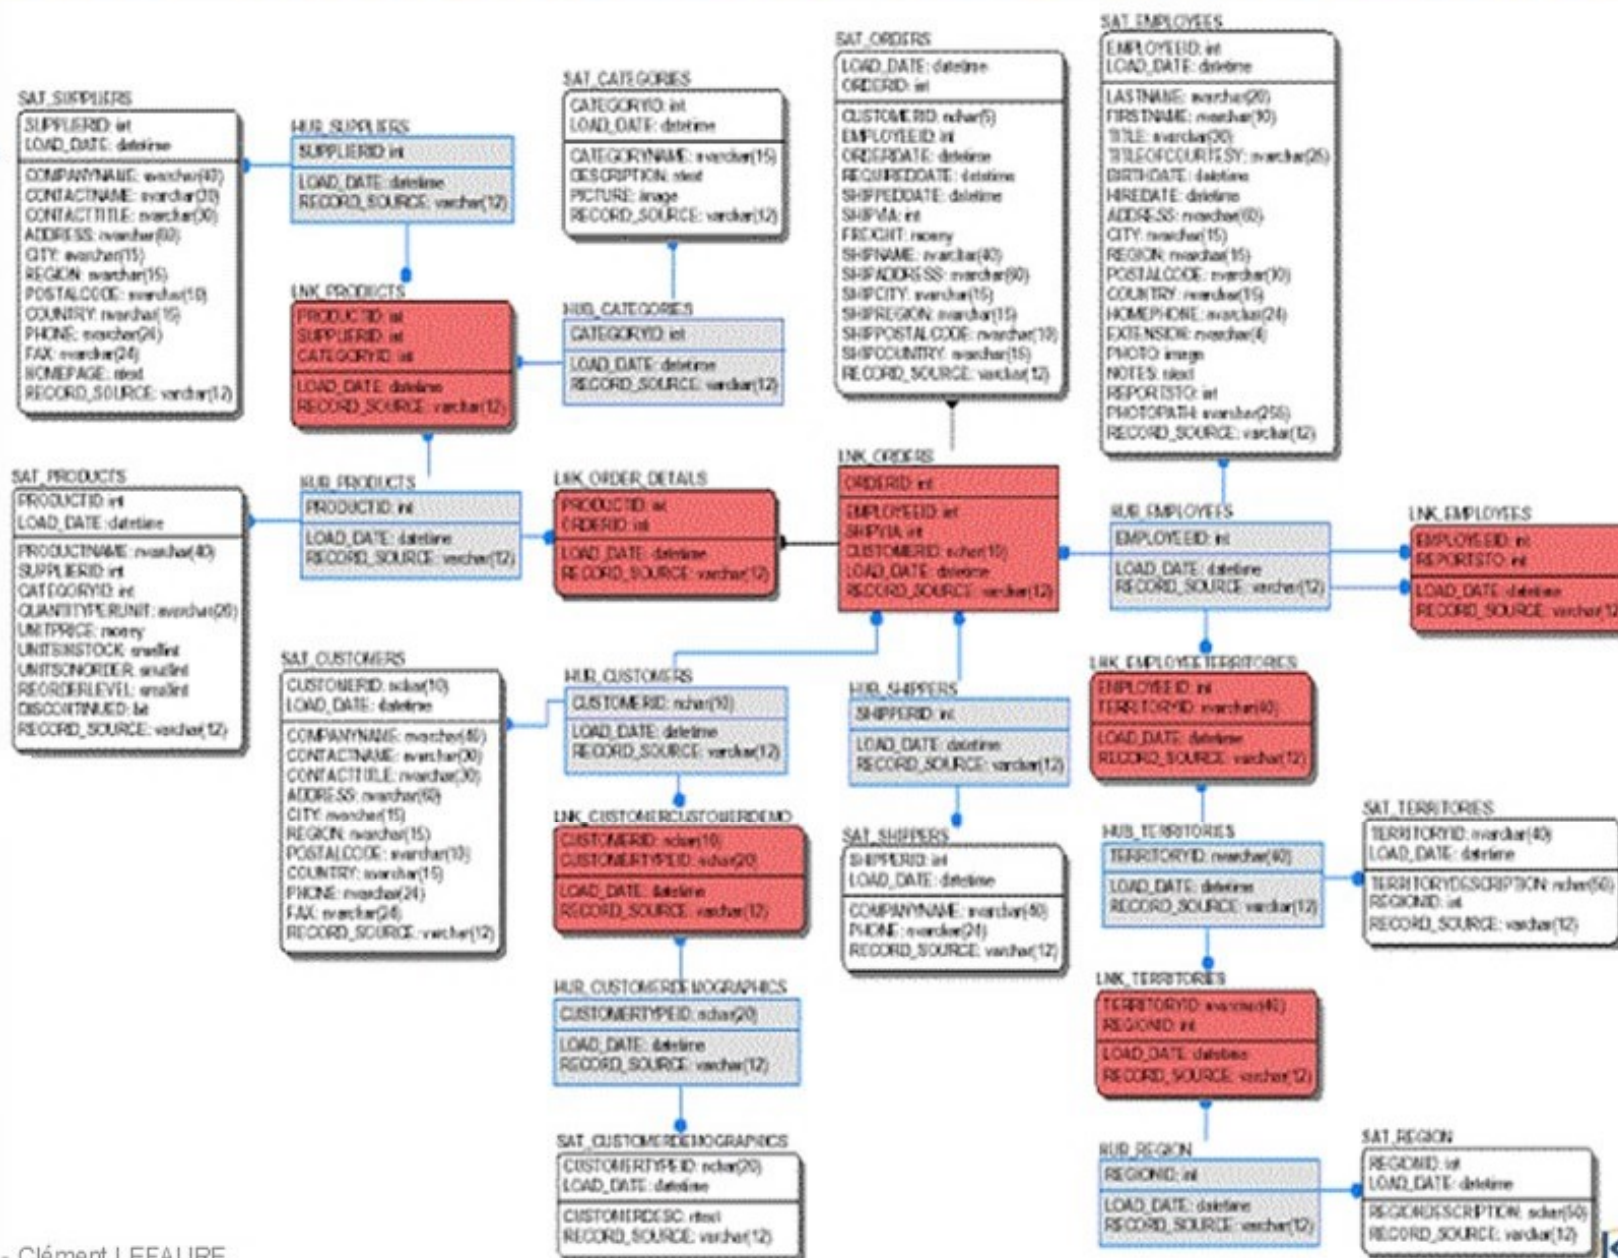 SAT_SUPPLIERS
SUPPLIERID: int
LOAD_DATE: datetime
COMPANYNAME: nvarchar(40)
CONTACTNAME: nvarchar(30)
CONTACTTITLE: nvarchar(30)
ADDRESS: nvarchar(60)
CITY: nvarchar(15)
REGION: nvarchar(15)
POSTALCODE: nvarchar(10)
COUNTRY: nvarchar(15)
PHONE: nvarchar(24)
FAX: nvarchar(24)
HOMEPAGE: ntext
RECORD_SOURCE: varchar(12)
HUB_SUPPLIERS
SUPPLIERID: int
LOAD_DATE: datetime
RECORD_SOURCE: varchar(12)
SAT_CATEGORIES
CATEGORYID: int
LOAD_DATE: datetime
CATEGORYNAME: nvarchar(15)
DESCRIPTION: ntext
PICTURE: image
RECORD_SOURCE: varchar(12)
SAT_ORDERS
LOAD_DATE: datetime
ORDERID: int
CUSTOMERID: nchar(5)
EMPLOYEEID: int
ORDERDATE: datetime
REQUIREDDATE: datetime
SHIPPEDDATE: datetime
SHIPVIA: int
FREIGHT: money
SHIPNAME: nvarchar(40)
SHIPADDRESS: nvarchar(60)
SHIPCITY: nvarchar(15)
SHIPREGION: nvarchar(15)
SHIPPOSTALCODE: nvarchar(10)
SHIPCOUNTRY: nvarchar(15)
RECORD_SOURCE: varchar(12)
SAT_EMPLOYEES
EMPLOYEEID: int
LOAD_DATE: datetime
LASTNAME: nvarchar(20)
FIRSTNAME: nvarchar(10)
TITLE: nvarchar(30)
TITLEOFCOURTESY: nvarchar(25)
BIRTHDATE: datetime
HIREDATE: datetime
ADDRESS: nvarchar(60)
CITY: nvarchar(15)
REGION: nvarchar(15)
POSTALCODE: nvarchar(10)
COUNTRY: nvarchar(15)
HOMEPHONE: nvarchar(24)
EXTENSION: nvarchar(4)
PHOTO: image
NOTES: ntext
REPORTSTO: int
PHOTOPATH: nvarchar(255)
RECORD_SOURCE: varchar(12)
LNK_PRODUCTS
PRODUCTID: int
SUPPLIERID: int
CATEGORYID: int
LOAD_DATE: datetime
RECORD_SOURCE: varchar(12)
HUB_CATEGORIES
CATEGORYID: int
LOAD_DATE: datetime
RECORD_SOURCE: varchar(12)
SAT_PRODUCTS
PRODUCTID: int
LOAD_DATE: datetime
PRODUCTNAME: nvarchar(40)
SUPPLIERID: int
CATEGORYID: int
QUANTITYPERUNIT: nvarchar(20)
UNITPRICE: money
UNITSINSTOCK: smallint
UNITSONORDER: smallint
REORDERLEVEL: smallint
DISCONTINUED: bit
RECORD_SOURCE: varchar(12)
HUB_PRODUCTS
PRODUCTID: int
LOAD_DATE: datetime
RECORD_SOURCE: varchar(12)
LNK_ORDER_DETAILS
PRODUCTID: int
ORDERID: int
LOAD_DATE: datetime
RECORD_SOURCE: varchar(12)
LNK_ORDERS
ORDERID: int
EMPLOYEEID: int
SHIPVIA: int
CUSTOMERID: nchar(10)
LOAD_DATE: datetime
RECORD_SOURCE: varchar(12)
HUB_EMPLOYEES
EMPLOYEEID: int
LOAD_DATE: datetime
RECORD_SOURCE: varchar(12)
LNK_EMPLOYEES
EMPLOYEEID: int
REPORTSTO: int
LOAD_DATE: datetime
RECORD_SOURCE: varchar(12
SAT_CUSTOMERS
CUSTOMERID: nchar(10)
LOAD_DATE: datetime
COMPANYNAME: nvarchar(40)
CONTACTNAME: nvarchar(30)
CONTACTTITLE: nvarchar(30)
ADDRESS: nvarchar(60)
CITY: nvarchar(15)
REGION: nvarchar(15)
POSTALCODE: nvarchar(10)
COUNTRY: nvarchar(15)
PHONE: nvarchar(24)
FAX: nvarchar(24)
RECORD_SOURCE: varchar(12)
HUB_CUSTOMERS
CUSTOMERID: nchar(10)
LOAD_DATE: datetime
RECORD_SOURCE: varchar(12)
HUB_SHIPPERS
SHIPPERID: int
LOAD_DATE: datetime
RECORD_SOURCE: varchar(12)
LNK_EMPLOYEETERRITORIES
EMPLOYEEID: int
TERRITORYID: nvarchar(40)
LOAD_DATE: datetime
RECORD_SOURCE: varchar(12)
LNK_CUSTOMERCUSTOMERDEMO
CUSTOMERID: nchar(10)
CUSTOMERTYPEID: nchar(20)
LOAD_DATE: datetime
RECORD_SOURCE: varchar(12)
SAT_SHIPPERS
SHIPPERID: int
LOAD_DATE: datetime
COMPANYNAME: nvarchar(40)
PHONE: nvarchar(24)
RECORD_SOURCE: varchar(12)
HUB_TERRITORIES
TERRITORYID: nvarchar(40)
LOAD_DATE: datetime
RECORD_SOURCE: varchar(12)
SAT_TERRITORIES
TERRITORYID: nvarchar(40)
LOAD_DATE: datetime
TERRITORYDESCRIPTION: nchar(50)
REGIONID: int
RECORD_SOURCE: varchar(12)
HUB_CUSTOMERDEMOGRAPHICS
CUSTOMERTYPEID: nchar(20)
LOAD_DATE: datetime
RECORD_SOURCE: varchar(12)
LNK_TERRITORIES
TERRITORYID: nvarchar(40)
REGIONID: int
LOAD_DATE: datetime
RECORD_SOURCE: varchar(12)
SAT_CUSTOMERDEMOGRAPHICS
CUSTOMERTYPEID: nchar(20)
LOAD_DATE: datetime
CUSTOMERDESC: ntext
RECORD_SOURCE: varchar(12)
HUB_REGION
REGIONID: int
LOAD_DATE: datetime
RECORD_SOURCE: varchar(12)
SAT_REGION
REGIONID: int
LOAD_DATE: datetime
REGIONDESCRIPTION: nchar(50)
RECORD_SOURCE: varchar(12)
- Clément LEFAURE